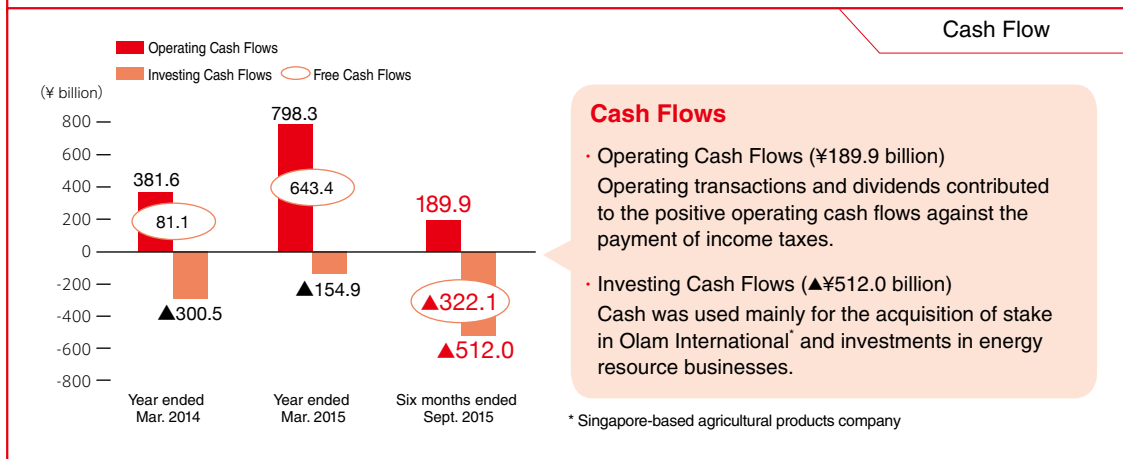 Cash Flow
Operating Cash Flows
Investing Cash Flows
Free Cash Flows
(¥ billion)
800
600
400
200
0
-200
-400
-600
-800
381.6
81.1
▲300.5
798.3
643.4
▲154.9
189.9
▲322.1
▲512.0
Year ended
Mar. 2014
Year ended
Mar. 2015
Six months ended
Sept. 2015
Cash Flows
· Operating Cash Flows (¥189.9 billion)
Operating transactions and dividends contributed
to the positive operating cash flows against the
payment of income taxes.
· Investing Cash Flows (▲¥512.0 billion)
Cash was used mainly for the acquisition of stake
in Olam International* and investments in energy
resource businesses.
* Singapore-based agricultural products company